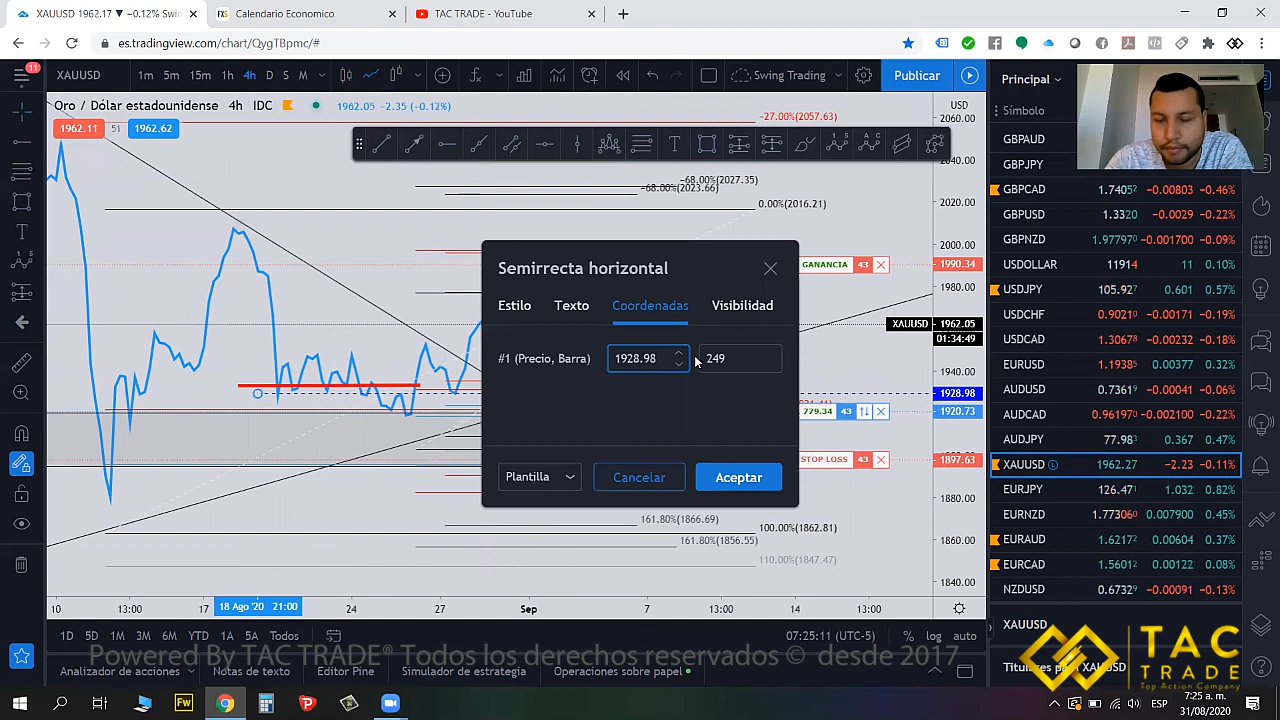 XAUUSD 1962.17 ▼ −0.12% Swin
Calendario Economico
TAC TRADE - YouTube
es.tradingview.com/chart/QygTBpmc/#
11
XAUUSD
1m 5m 15m 1h 4h D S M
Swing Trading
Publicar
Principal
Oro / Dólar estadounidense 4h IDC
1962.05 −2.35 (−0.12%)
1962.11 51 1962.62
USD
2060.00
2040.00
2020.00
2000.00
1980.00
1940.00
1880.00
1860.00
1840.00
-27.00%(2057.63)
-68.00%(2027.35)
-68.00%(2023.66)
0.00%(2016.21)
GANANCIA 43
1990.34
XAUUSD 1962.05
01:34:49
1928.98
779.34 43
1920.73
STOP LOSS 43
1897.63
161.80%(1866.69)
100.00%(1862.81)
161.80%(1856.55)
110.00%(1847.47)
Semirrecta horizontal
Estilo Texto Coordenadas Visibilidad
#1 (Precio, Barra) 1928.98 249
Plantilla Cancelar Aceptar
10 13:00 17 18 Ago '20 21:00 24 27 Sep 7 13:00 14 13:00
1D 5D 1M 3M 6M YTD 1A 5A Todos
07:25:11 (UTC-5) % log auto
Powered By TAC TRADE® Todos los derechos reservados © desde 2017
Analizador de acciones Notas de texto Editor Pine Simulador de estrategia Operaciones sobre papel
Símbolo
GBPAUD
GBPJPY
GBPCAD 1.7405² −0.00803 −0.46%
GBPUSD 1.3320 −0.0029 −0.22%
GBPNZD 1.97797⁰ −0.001700 −0.09%
USDOLLAR 11914 11 0.10%
USDJPY 105.92⁷ 0.601 0.57%
USDCHF 0.9021⁰ −0.00171 −0.19%
USDCAD 1.3067⁸ −0.00315 −0.24%
EURUSD 1.1938⁵ 0.00377 0.32%
AUDUSD 0.7369¹ 0.00056 0.08%
AUDCAD 0.96197⁰ −0.002102 −0.22%
AUDJPY 77.98³ 0.367 0.47%
XAUUSD 1962.27 −2.23 −0.11%
EURJPY 126.47¹ 1.032 0.82%
EURNZD 1.77306⁰ 0.007900 0.45%
EURAUD 1.6217² 0.00604 0.37%
EURCAD 1.5601² 0.00122 0.08%
NZDUSD 0.6732⁹ −0.00091 −0.13%
XAUUSD
TAC
TRADE
Top Action Company
Fw
ESP
7:25 a. m.
31/08/2020